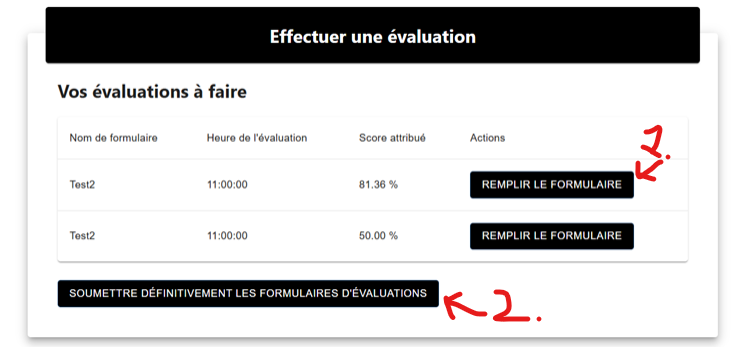 Effectuer une évaluation
Vos évaluations à faire
Nom de formulaire Heure de l'évaluation Score attribué Actions
1.
Test2 11:00:00 81.36 % REMPLIR LE FORMULAIRE
Test2 11:00:00 50.00 % REMPLIR LE FORMULAIRE
SOUMETTRE DÉFINITIVEMENT LES FORMULAIRES D'ÉVALUATIONS
2.